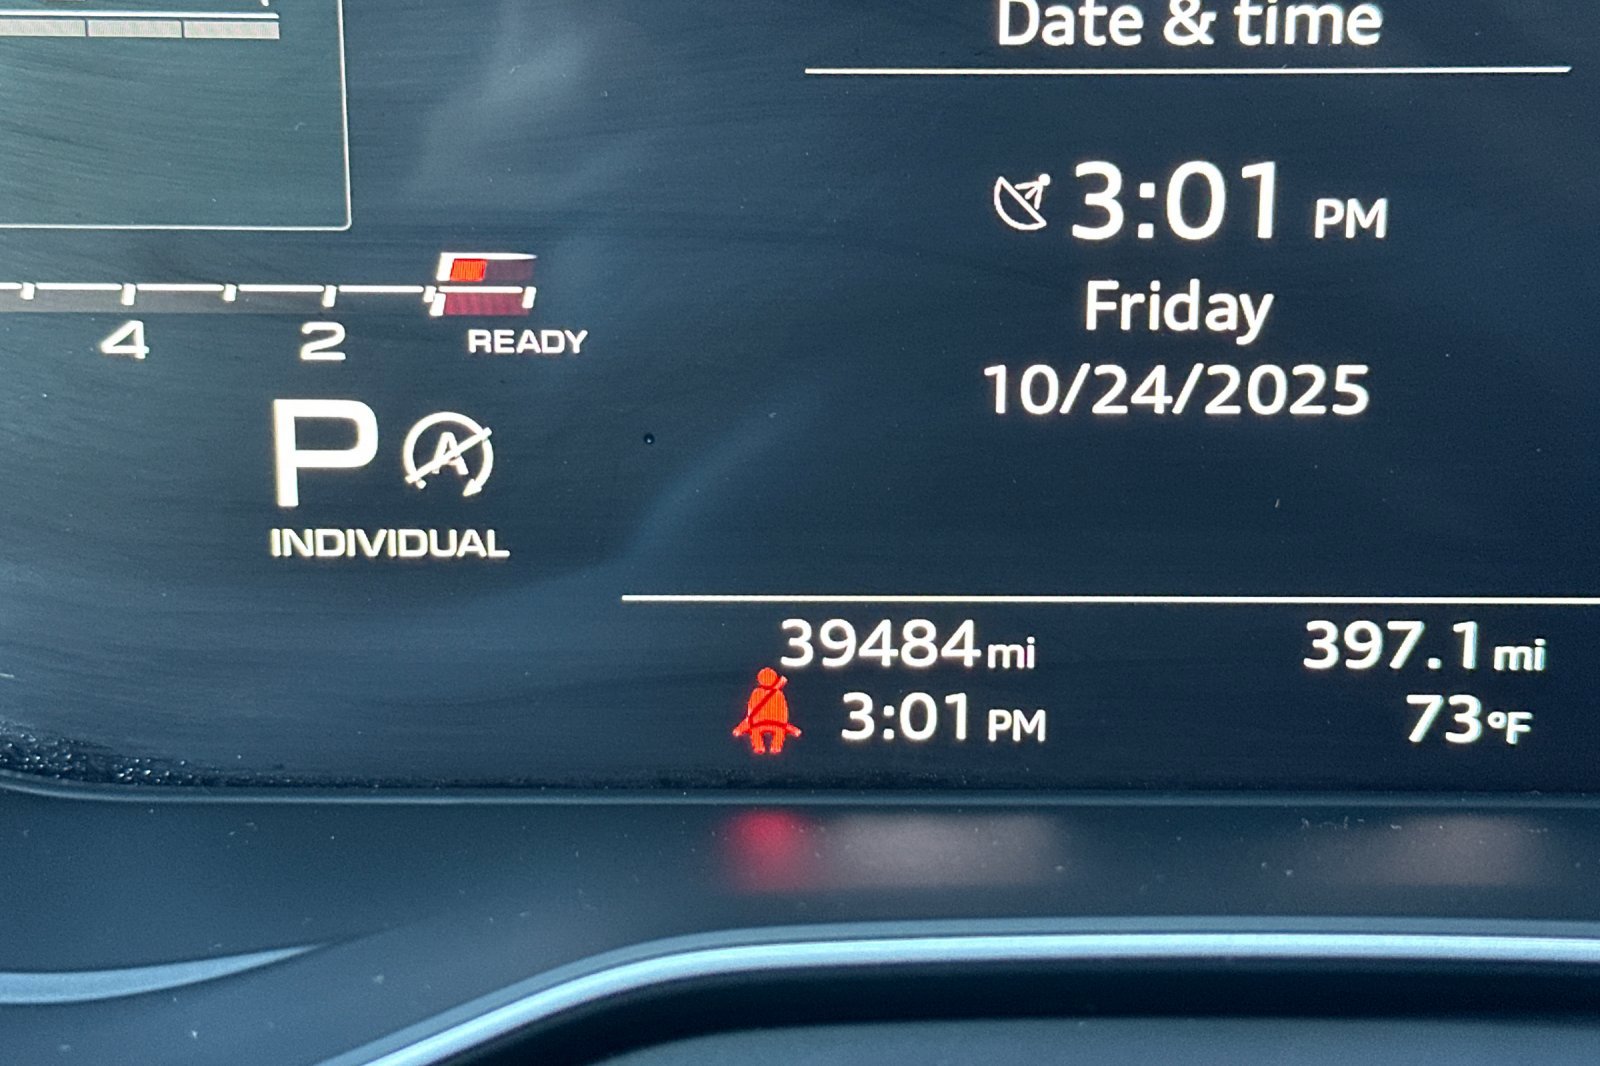 Date & time
3:01 PM
Friday
10/24/2025
4 2 READY
P A
INDIVIDUAL
39484 mi 397.1 mi
3:01 PM 73°F